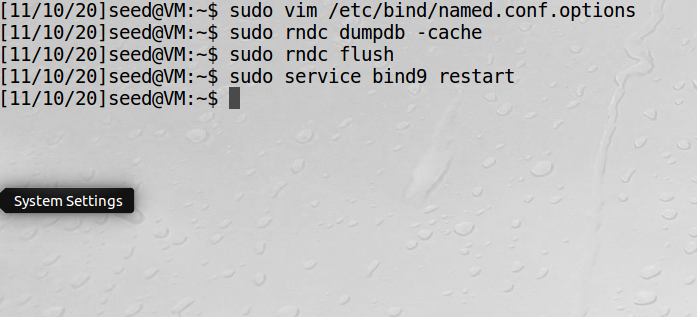 [11/10/20]seed@VM:~$ sudo vim /etc/bind/named.conf.options
[11/10/20]seed@VM:~$ sudo rndc dumpdb -cache
[11/10/20]seed@VM:~$ sudo rndc flush
[11/10/20]seed@VM:~$ sudo service bind9 restart
[11/10/20]seed@VM:~$
System Settings